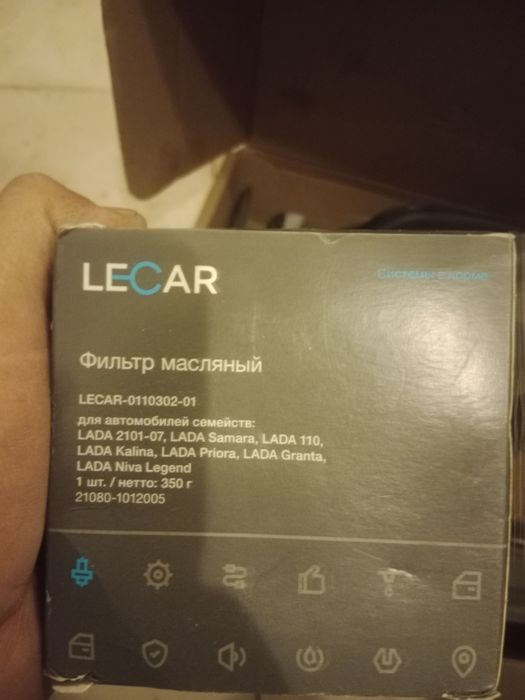 LECAR
Системы в норме
Фильтр масляный
LECAR-0110302-01
для автомобилей семейств:
LADA 2101-07, LADA Samara, LADA 110,
LADA Kalina, LADA Priora, LADA Granta,
LADA Niva Legend
1 шт. / нетто: 350 г
21080-1012005